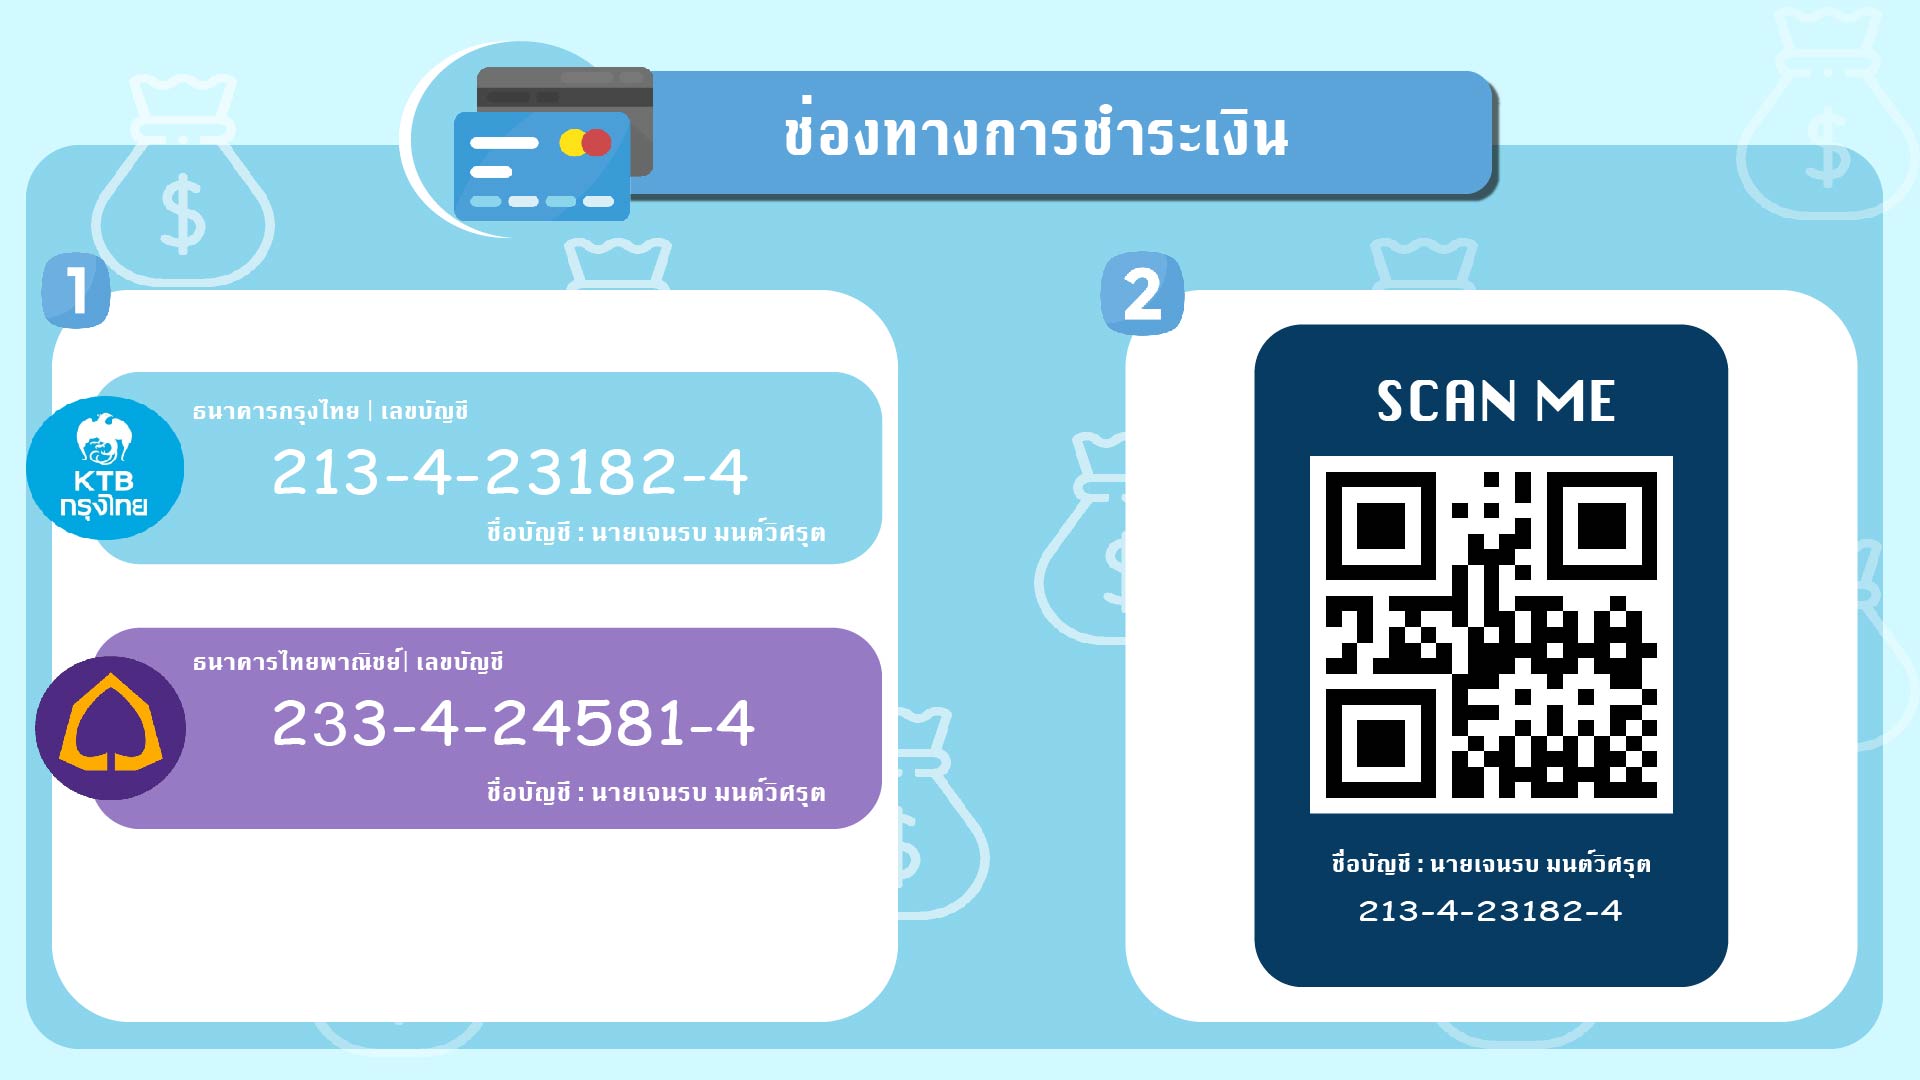 ช่องทางการชำระเงิน
1
ธนาคารกรุงไทย | เลขบัญชี
213-4-23182-4
ชื่อบัญชี : นายเจนรบ มนต์วิศรุต
KTB
กรุงไทย
ธนาคารไทยพาณิชย์| เลขบัญชี
233-4-24581-4
ชื่อบัญชี : นายเจนรบ มนต์วิศรุต
2
SCAN ME
ชื่อบัญชี : นายเจนรบ มนต์วิศรุต
213-4-23182-4